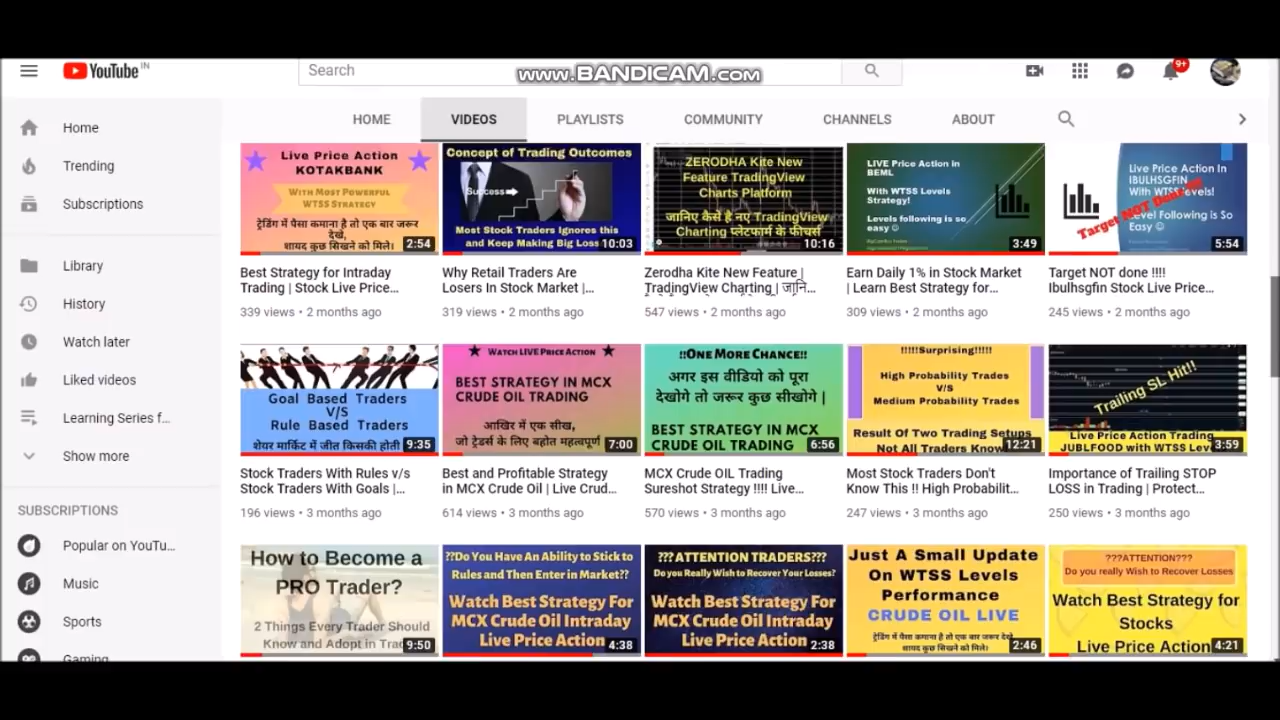 YouTube IN
Search
www.BANDICAM.com
9+
HOME
VIDEOS
PLAYLISTS
COMMUNITY
CHANNELS
ABOUT
Home
Trending
Subscriptions
Library
History
Watch later
Liked videos
Learning Series f...
Show more
SUBSCRIPTIONS
Popular on YouTu...
Music
Sports
Gaming
Live Price Action
KOTAKBANK
With Most Powerful
WTSS Strategy
ट्रेडिंग में पैसा कमाना है तो एक बार जरूर
देखे,
शायद कुछ सिखने को मिले।
2:54
Best Strategy for Intraday
Trading | Stock Live Price...
339 views • 2 months ago
Concept of Trading Outcomes
Success
Most Stock Traders Ignores this
and Keep Making Big Loss
10:03
Why Retail Traders Are
Losers In Stock Market |...
319 views • 2 months ago
ZERODHA Kite New
Feature TradingView
Charts Platform
जानिए कैसे है नए TradingView
Charting प्लेटफार्म के फीचर्स
10:16
Zerodha Kite New Feature |
TradingView Charting | जानि...
547 views • 2 months ago
LIVE Price Action in
BEML
With WTSS Levels
Strategy!
Levels following is so
easy ☺
3:49
Earn Daily 1% in Stock Market
| Learn Best Strategy for...
309 views • 2 months ago
Live Price Action In
IBULHSGFIN
With WTSS Levels!
Level Following is So
Easy ☺
Target NOT Done!!!
5:54
Target NOT done !!!!
Ibulhsgfin Stock Live Price...
245 views • 2 months ago
Goal Based Traders
V/S
Rule Based Traders
शेयर मार्किट में जीत किसकी होती
9:35
Stock Traders With Rules v/s
Stock Traders With Goals |...
196 views • 3 months ago
★ Watch LIVE Price Action ★
BEST STRATEGY IN MCX
CRUDE OIL TRADING
आखिर में एक सीख,
जो ट्रेडर्स के लिए बहोत महत्वपूर्ण
7:00
Best and Profitable Strategy
in MCX Crude Oil | Live Crud...
614 views • 3 months ago
!!One More Chance!!
अगर इस वीडियो को पूरा
देखोगे तो जरूर कुछ सीखोगे |
BEST STRATEGY IN MCX
CRUDE OIL TRADING
6:56
MCX Crude OIL Trading
Sureshot Strategy !!!! Live...
570 views • 3 months ago
!!!!!Surprising!!!!!
High Probability Trades
V/S
Medium Probability Trades
Result Of Two Trading Setups
Not All Traders Know
12:21
Most Stock Traders Don't
Know This !! High Probabilit...
247 views • 3 months ago
Trailing SL Hit!!
Live Price Action Trading
JUBLFOOD with WTSS Leve
3:59
Importance of Trailing STOP
LOSS in Trading | Protect...
250 views • 3 months ago
How to Become a
PRO Trader?
2 Things Every Trader Should
Know and Adopt in Trad
9:50
??Do You Have An Ability to Stick to
Rules and Then Enter in Market??
Watch Best Strategy For
MCX Crude Oil Intraday
Live Price Action
4:38
???ATTENTION TRADERS???
Do you Really Wish to Recover Your Losses?
Watch Best Strategy For
MCX Crude Oil Intraday
Live Price Action
2:38
Just A Small Update
On WTSS Levels
Performance
CRUDE OIL LIVE
ट्रेडिंग में पैसा कमाना है तो एक बार जरूर देखे,
शायद कुछ सिखने को मिले।
2:46
???ATTENTION???
Do you really Wish to Recover Losses
Watch Best Strategy for
Stocks
Live Price Action
4:21